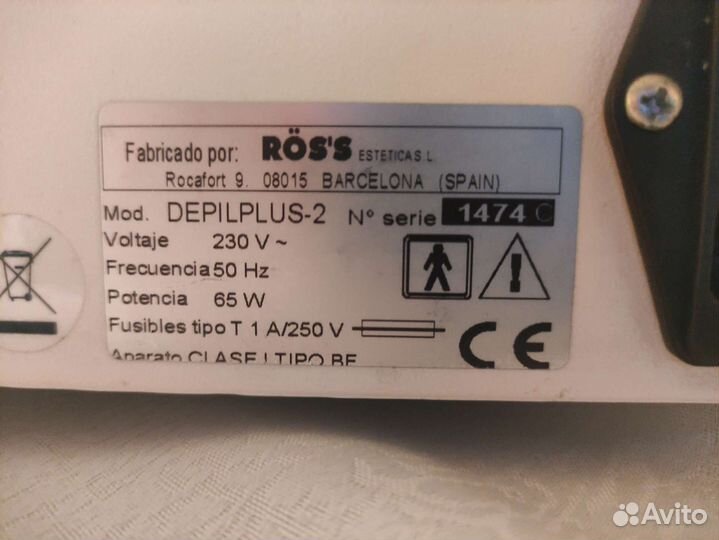 Fabricado por: RÖS'S ESTETICA S.L.
Rocafort 9. 08015 BARCELONA (SPAIN)
Mod. DEPILPLUS-2 Nº serie 1474 C
Voltaje 230 V ~
Frecuencia 50 Hz
Potencia 65 W
Fusibles tipo T 1 A/250 V
CE
Aparato CLASE I TIPO BF
Avito